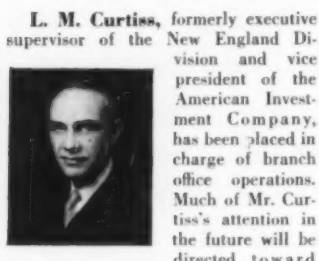 L. M. Curtiss, formerly executive
supervisor of the New England Di-
vision and vice
president of the
American Invest-
ment Company,
has been placed in
charge of branch
office operations.
Much of Mr. Cur-
tiss's attention in
the future will be
directed toward